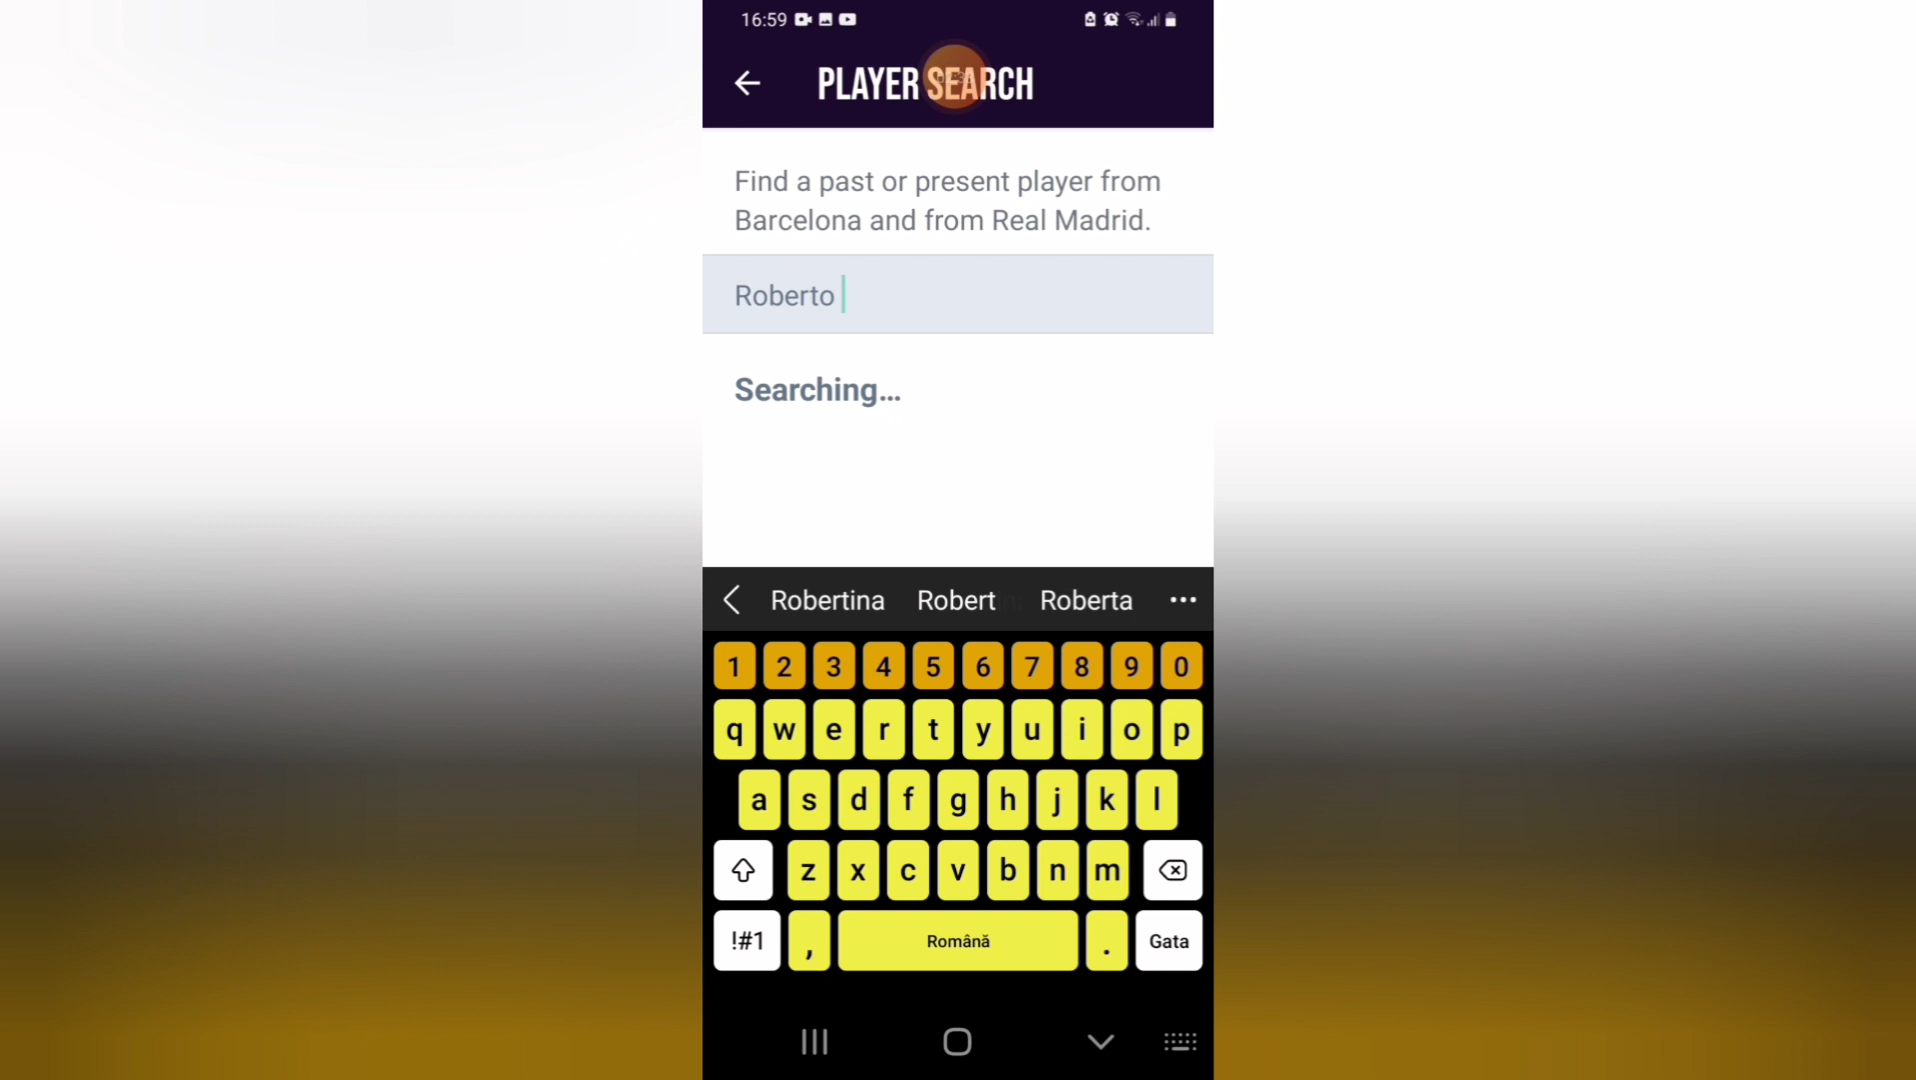 16:59
PLAYER SEARCH
Find a past or present player from
Barcelona and from Real Madrid.
Roberto
Searching...
Robertina Robert Roberta
1 2 3 4 5 6 7 8 9 0
q w e r t y u i o p
a s d f g h j k l
z x c v b n m
!#1 , Română . Gata